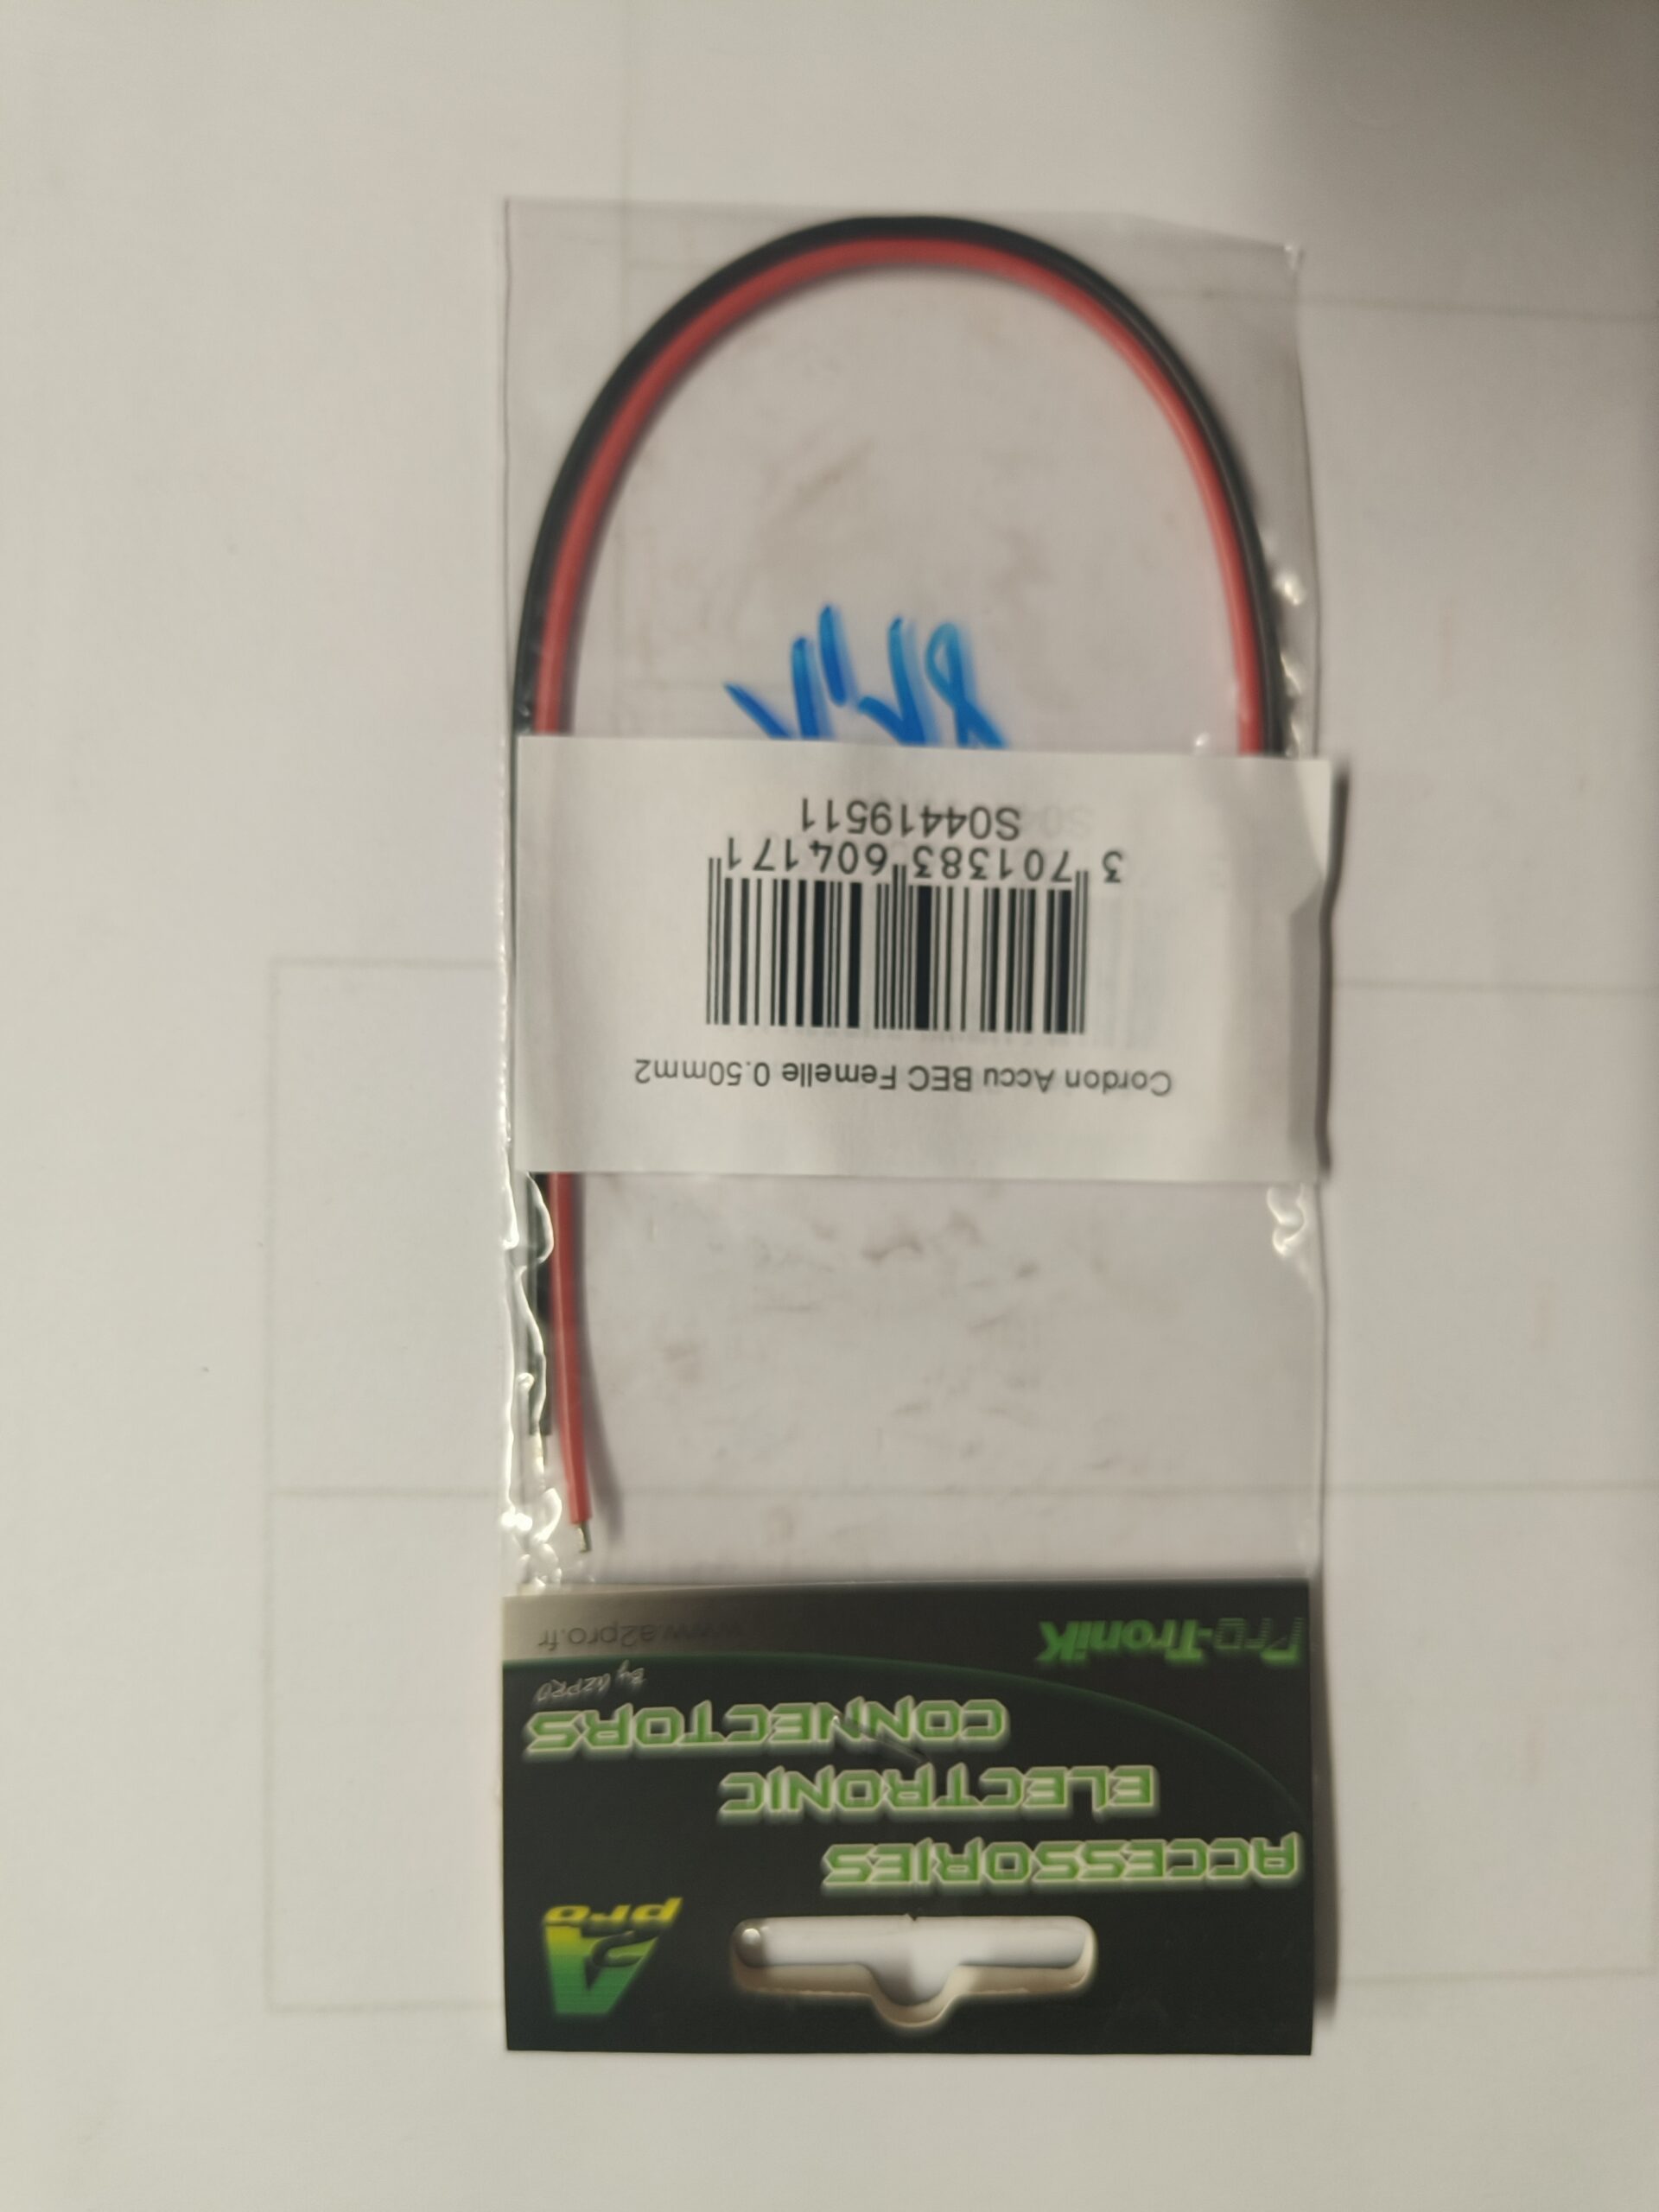 A2
pro
ACCESSORIES
ELECTRONIC
CONNECTORS
By A2PRO
Pro-Tronik
www.a2pro.fr
Cordon Accu BEC Femelle 0.50mm2
3 701383 604171
S04419511